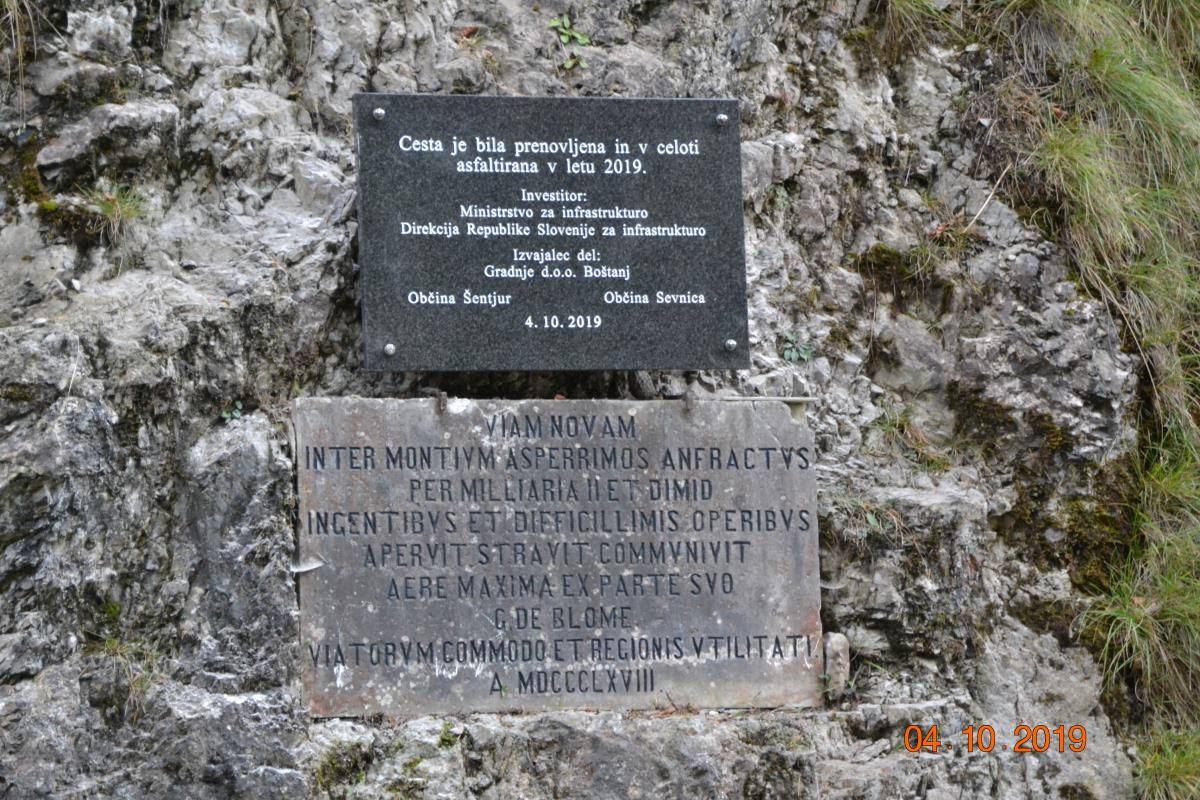 Cesta je bila prenovljena in v celoti
asfaltirana v letu 2019.
Investitor:
Ministrstvo za infrastrukturo
Direkcija Republike Slovenije za infrastrukturo
Izvajalec del:
Gradnje d.o.o. Boštanj
Občina Šentjur Občina Sevnica
4. 10. 2019
VIAM NOVAM
INTER MONTIVM ASPERRIMOS ANFRACTVS
PER MILLIARIA II ET DIMID
INGENTIBVS ET DIFFICILLIMIS OPERIBVS
APERVIT STRAVIT COMMVNIVIT
AERE MAXIMA EX PARTE SVO
G. DE BLOME
VIATORVM COMMODO ET REGIONIS VTILITATI
A. MDCCCLXVIII
04 10 2019